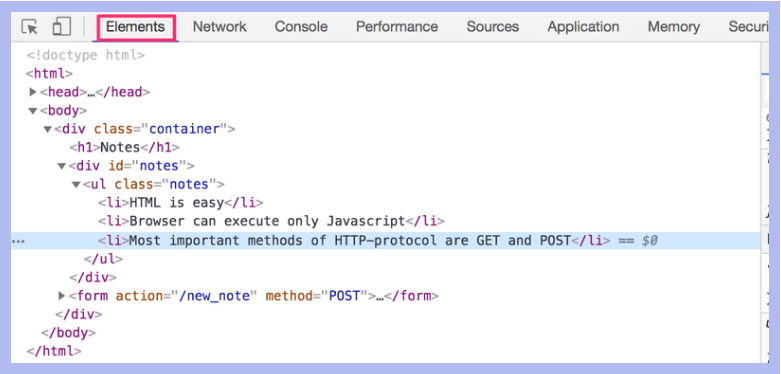 Elements Network Console Performance Sources Application Memory Securi
<!doctype html>
<html>
▶<head>…</head>
▼<body>
▼<div class="container">
<h1>Notes</h1>
▼<div id="notes">
▼<ul class="notes">
<li>HTML is easy</li>
<li>Browser can execute only Javascript</li>
… <li>Most important methods of HTTP-protocol are GET and POST</li> == $0
</ul>
</div>
▶<form action="/new_note" method="POST">…</form>
</div>
</body>
</html>